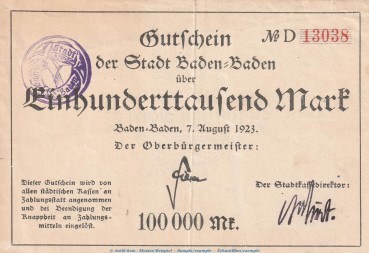 Gutschein
№ D 13038
der Stadt Baden-Baden
über
Einhunderttausend Mark
Baden-Baden, 7. August 1923.
Der Oberbürgermeister:
Dieser Gutschein wird von
allen städtischen Kassen an
Zahlungsstatt angenommen
und bei Beendigung der
Knappheit an Zahlungs-
mitteln eingelöst.
Der Stadtkassedirektor:
100 000 Mk.